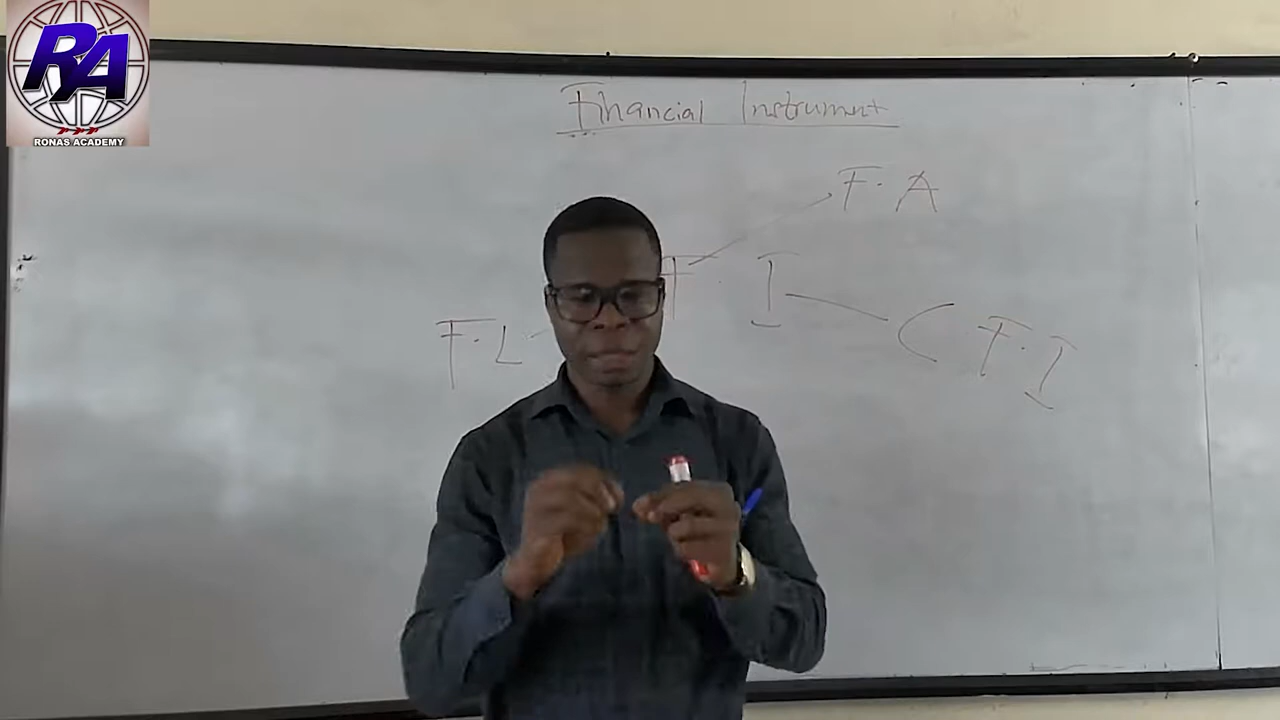 RA
RONAS ACADEMY
Financial Instrument
F. A
F. I
F. L
C F. I